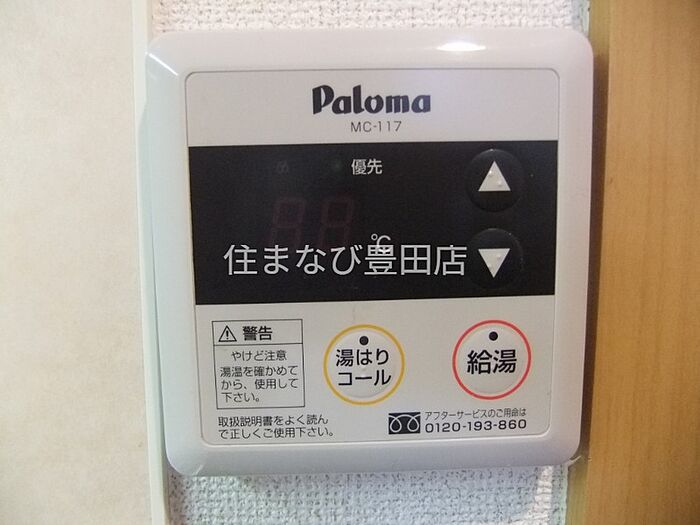 Paloma
MC-117
優先
℃
住まなび豊田店
警告
やけど注意
湯温を確かめて
から、使用して
下さい。
取扱説明書をよく読ん
で正しくご使用下さい。
湯はり
コール
給湯
アフターサービスのご用命は
0120-193-860